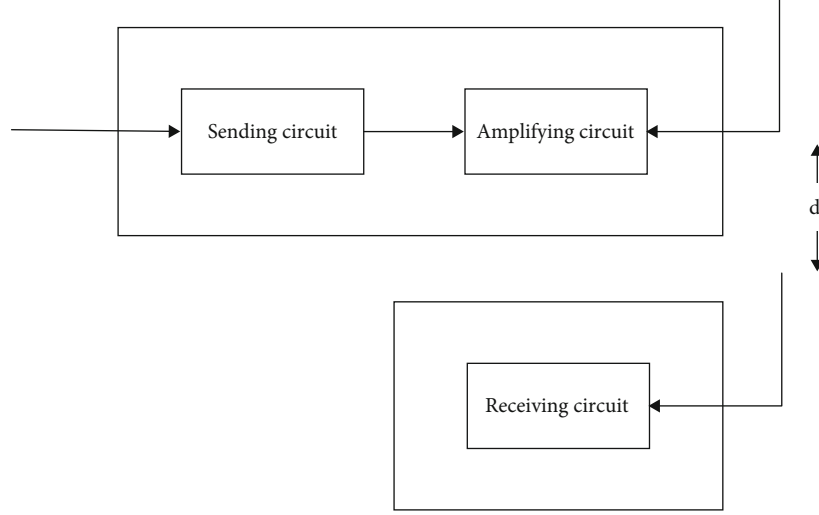 Sending circuit
Amplifying circuit
d
Receiving circuit